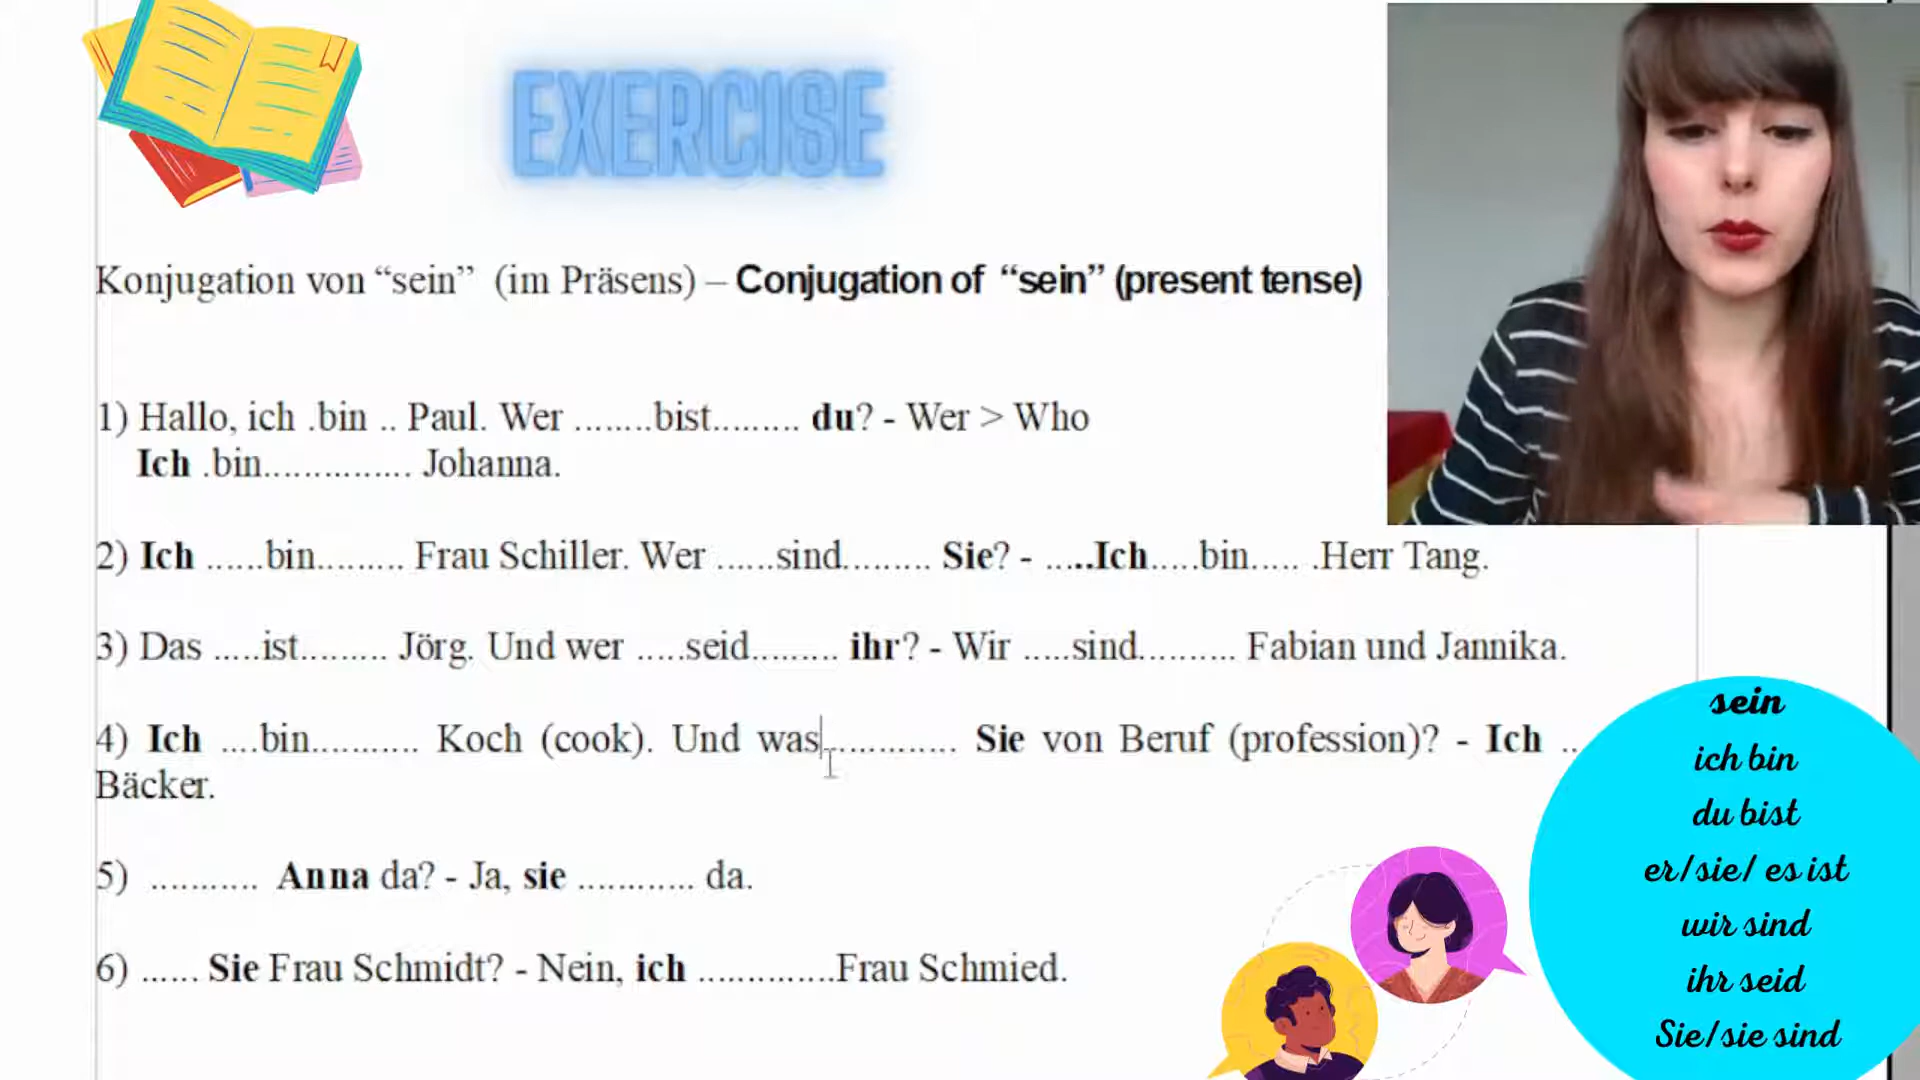 EXERCISE
Konjugation von “sein” (im Präsens) – Conjugation of “sein” (present tense)
1) Hallo, ich .bin .. Paul. Wer ........bist......... du? - Wer > Who
Ich .bin............... Johanna.
2) Ich ......bin......... Frau Schiller. Wer ......sind......... Sie? - .....Ich.....bin..... .Herr Tang.
3) Das .....ist......... Jörg. Und wer .....seid......... ihr? - Wir .....sind.......... Fabian und Jannika.
4) Ich ....bin........... Koch (cook). Und was............. Sie von Beruf (profession)? - Ich ..
Bäcker.
5) ........... Anna da? - Ja, sie ............ da.
6) ...... Sie Frau Schmidt? - Nein, ich ..............Frau Schmied.
sein
ich bin
du bist
er/sie/ es ist
wir sind
ihr seid
Sie/sie sind